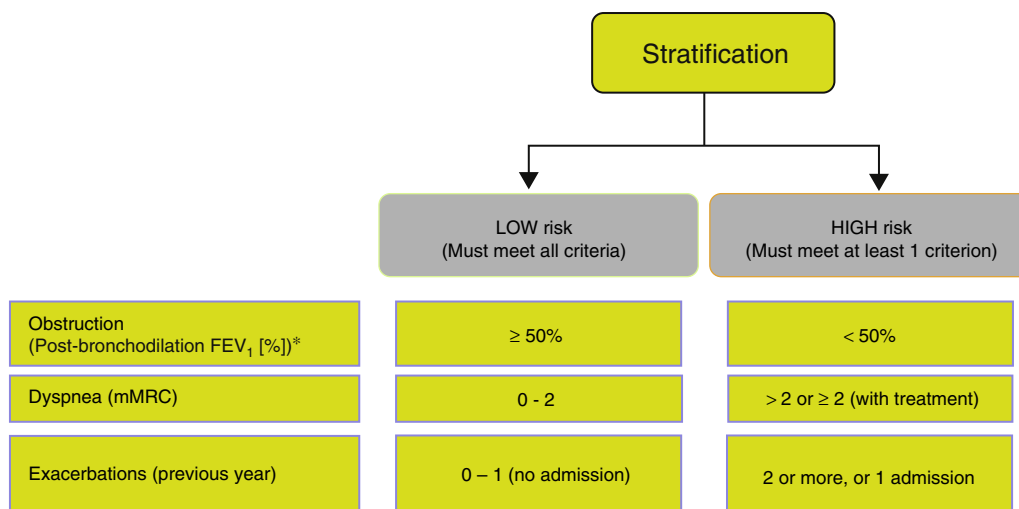 Stratification
LOW risk
(Must meet all criteria)
HIGH risk
(Must meet at least 1 criterion)
Obstruction
(Post-bronchodilation FEV₁ [%])*
≥ 50%
< 50%
Dyspnea (mMRC)
0 - 2
> 2 or ≥ 2 (with treatment)
Exacerbations (previous year)
0 – 1 (no admission)
2 or more, or 1 admission